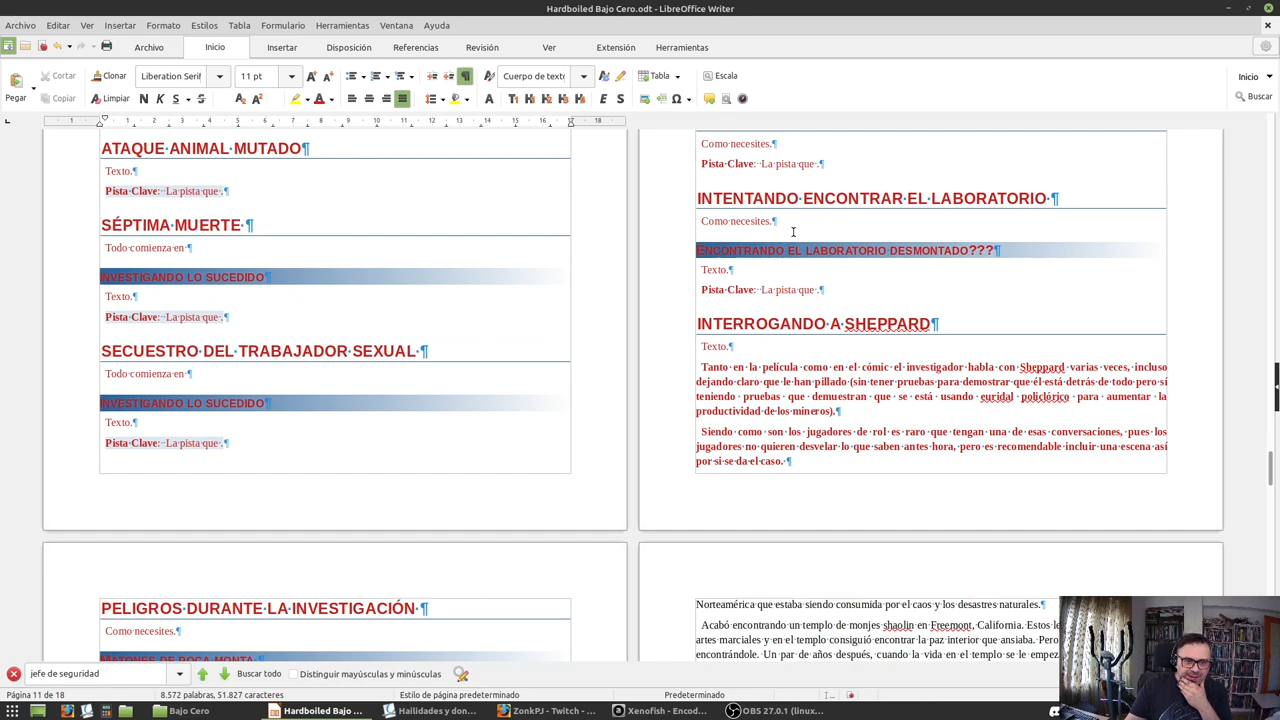 Hardboiled Bajo Cero.odt - LibreOffice Writer
Archivo Editar Ver Insertar Formato Estilos Tabla Formulario Herramientas Ventana Ayuda
Archivo Inicio Insertar Disposición Referencias Revisión Ver Extensión Herramientas
Pegar Cortar Clonar Liberation Serif 11 pt Cuerpo de texto Tabla Escala Inicio
Copiar Limpiar Buscar
ATAQUE ANIMAL MUTADO
Texto.
Pista Clave: La pista que .
SÉPTIMA MUERTE
Todo comienza en
INVESTIGANDO LO SUCEDIDO
Texto.
Pista Clave: La pista que .
SECUESTRO DEL TRABAJADOR SEXUAL
Todo comienza en
INVESTIGANDO LO SUCEDIDO
Texto.
Pista Clave: La pista que .
Como necesites.
Pista Clave: La pista que .
INTENTANDO ENCONTRAR EL LABORATORIO
Como necesites.
ENCONTRANDO EL LABORATORIO DESMONTADO???
Texto.
Pista Clave: La pista que .
INTERROGANDO A SHEPPARD
Texto.
Tanto en la película como en el cómic el investigador habla con Sheppard varias veces, incluso
dejando claro que le han pillado (sin tener pruebas para demostrar que él está detrás de todo pero sí
teniendo pruebas que demuestran que se está usando euridal policlórico para aumentar la
productividad de los mineros).
Siendo como son los jugadores de rol es raro que tengan una de esas conversaciones, pues los
jugadores no quieren desvelar lo que saben antes hora, pero es recomendable incluir una escena así
por si se da el caso.
PELIGROS DURANTE LA INVESTIGACIÓN
Como necesites.
MATONES DE POCA MONTA
Norteamérica que estaba siendo consumida por el caos y los desastres naturales.
Acabó encontrando un templo de monjes shaolin en Freemont, California. Estos
artes marciales y en el templo consiguió encontrar la paz interior que ansiaba. Pero
encontrándole. Un par de años después, cuando la vida en el templo se le
jefe de seguridad Buscar todo Distinguir mayúsculas y minúsculas
Página 11 de 18 8.572 palabras, 51.827 caracteres Estilo de página predeterminado Predeterminado
Bajo Cero Hardboiled Bajo ... Hailidades y don... ZonkPJ - Twitch - ... Xenofish – Encod... OBS 27.0.1 (linux...